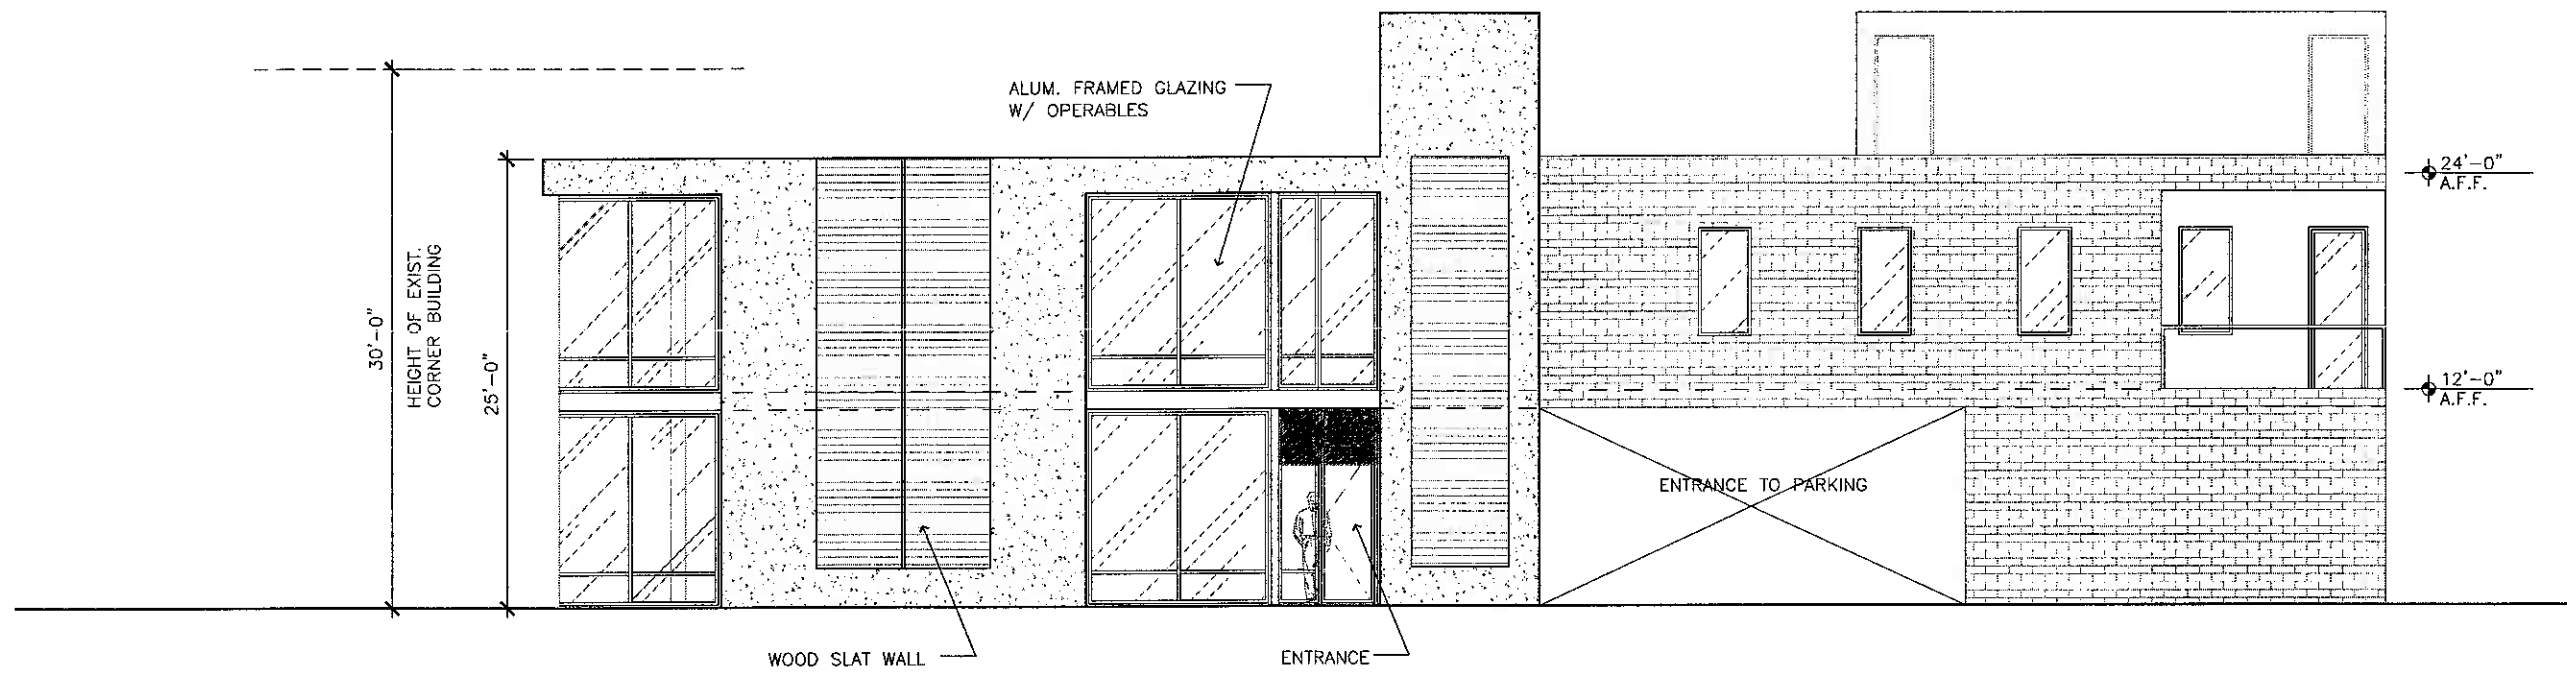 ALUM. FRAMED GLAZING
W/ OPERABLES
30'-0"
HEIGHT OF EXIST.
CORNER BUILDING
25'-0"
24'-0"
A.F.F.
12'-0"
A.F.F.
ENTRANCE TO PARKING
WOOD SLAT WALL
ENTRANCE